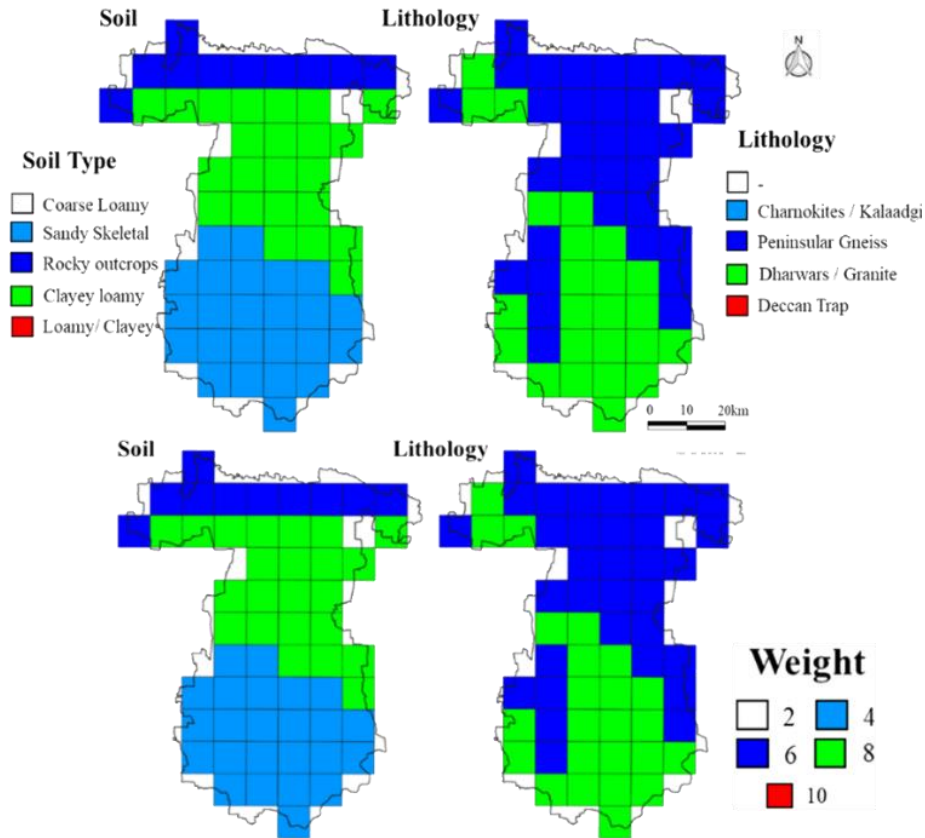 Soil
Lithology
N
Soil Type
Coarse Loamy
Sandy Skeletal
Rocky outcrops
Clayey loamy
Loamy/ Clayey
Lithology
-
Charnokites / Kalaadgi
Peninsular Gneiss
Dharwars / Granite
Deccan Trap
0 10 20km
Soil
Lithology
Weight
2 4
6 8
10